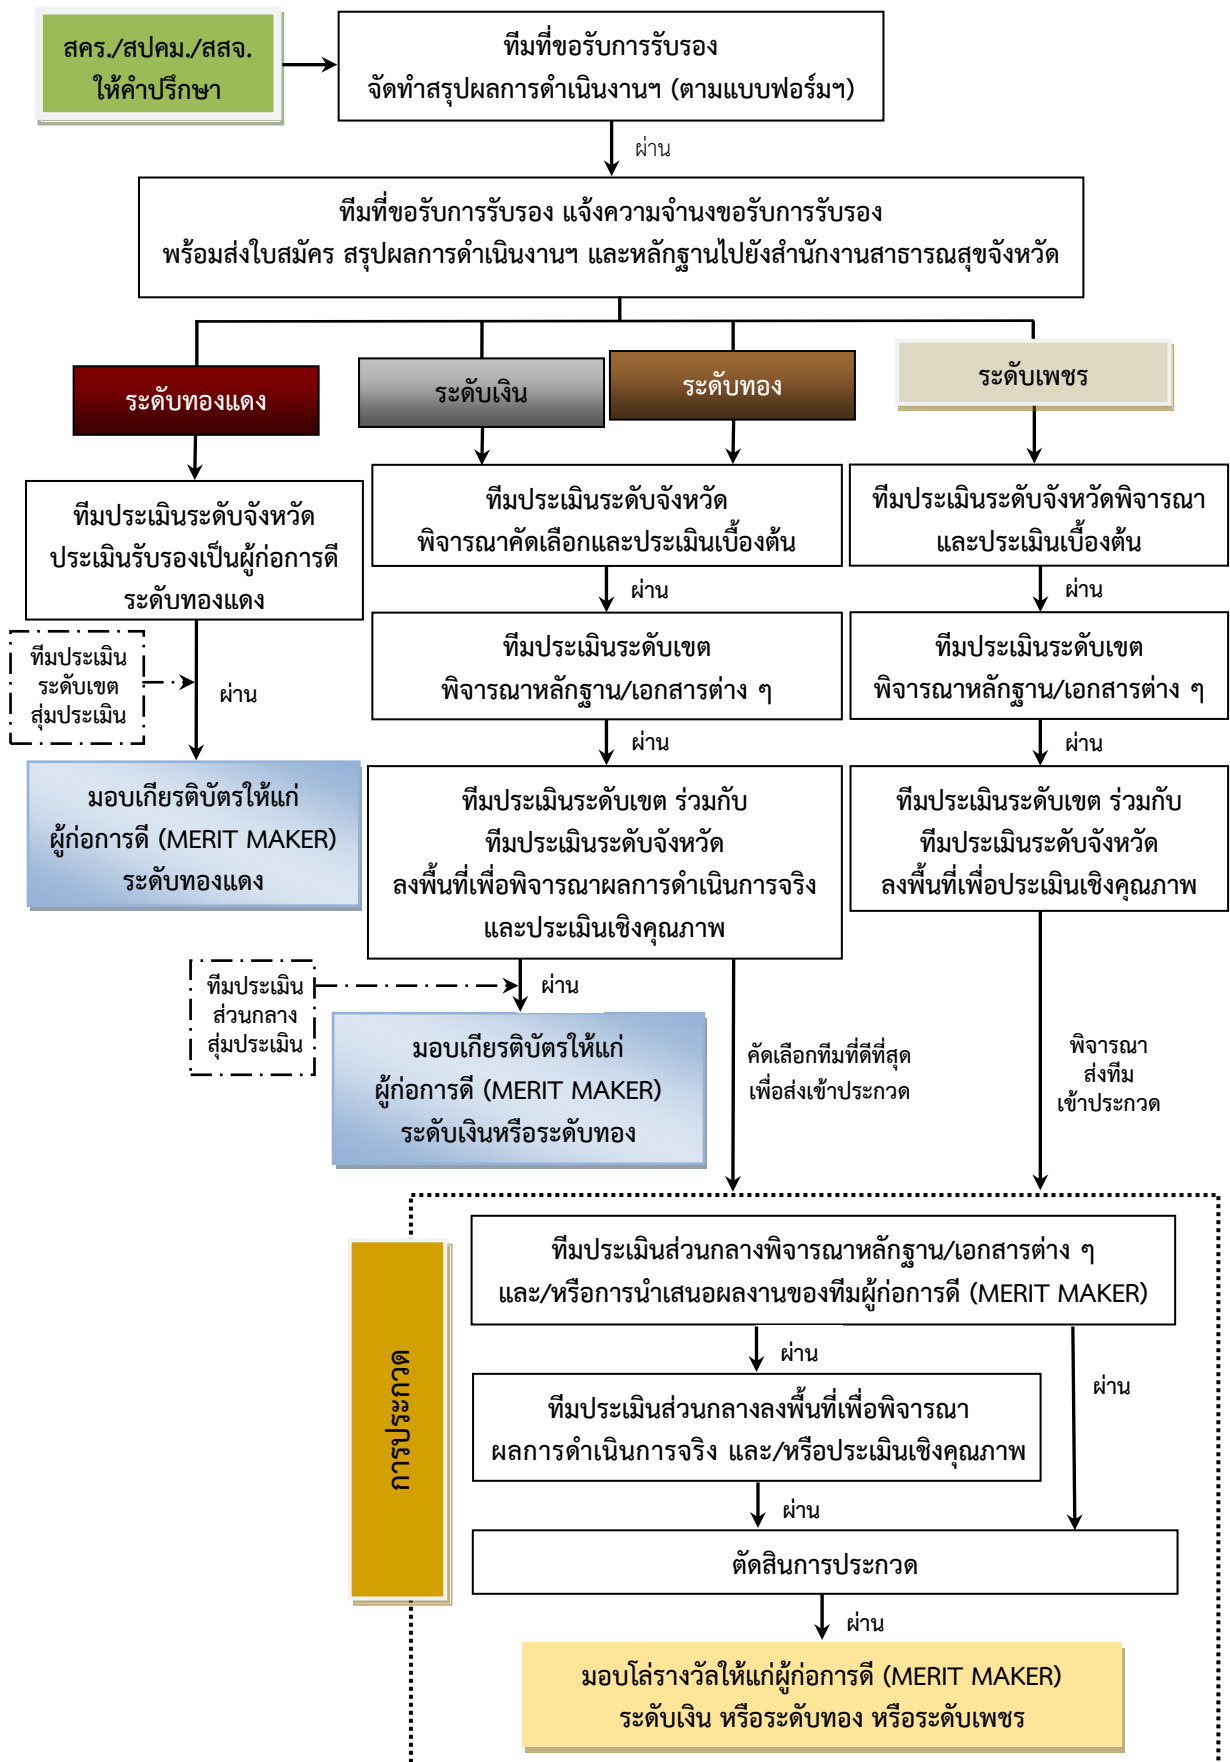 สคร./สปคม./สสจ.
ให้คำปรึกษา
ทีมที่ขอรับการรับรอง
จัดทำสรุปผลการดำเนินงานฯ (ตามแบบฟอร์มฯ)
ผ่าน
ทีมที่ขอรับการรับรอง แจ้งความจำนงขอรับการรับรอง
พร้อมส่งใบสมัคร สรุปผลการดำเนินงานฯ และหลักฐานไปยังสำนักงานสาธารณสุขจังหวัด
ระดับทองแดง
ระดับเงิน
ระดับทอง
ระดับเพชร
ทีมประเมินระดับจังหวัด
ประเมินรับรองเป็นผู้ก่อการดี
ระดับทองแดง
ทีมประเมิน
ระดับเขต
สุ่มประเมิน
ผ่าน
มอบเกียรติบัตรให้แก่
ผู้ก่อการดี (MERIT MAKER)
ระดับทองแดง
ทีมประเมินระดับจังหวัด
พิจารณาคัดเลือกและประเมินเบื้องต้น
ผ่าน
ทีมประเมินระดับเขต
พิจารณาหลักฐาน/เอกสารต่าง ๆ
ผ่าน
ทีมประเมินระดับเขต ร่วมกับ
ทีมประเมินระดับจังหวัด
ลงพื้นที่เพื่อพิจารณาผลการดำเนินการจริง
และประเมินเชิงคุณภาพ
ทีมประเมิน
ส่วนกลาง
สุ่มประเมิน
ผ่าน
มอบเกียรติบัตรให้แก่
ผู้ก่อการดี (MERIT MAKER)
ระดับเงินหรือระดับทอง
คัดเลือกทีมที่ดีที่สุด
เพื่อส่งเข้าประกวด
ทีมประเมินระดับจังหวัดพิจารณา
และประเมินเบื้องต้น
ผ่าน
ทีมประเมินระดับเขต
พิจารณาหลักฐาน/เอกสารต่าง ๆ
ผ่าน
ทีมประเมินระดับเขต ร่วมกับ
ทีมประเมินระดับจังหวัด
ลงพื้นที่เพื่อประเมินเชิงคุณภาพ
พิจารณา
ส่งทีม
เข้าประกวด
การประกวด
ทีมประเมินส่วนกลางพิจารณาหลักฐาน/เอกสารต่าง ๆ
และ/หรือการนำเสนอผลงานของทีมผู้ก่อการดี (MERIT MAKER)
ผ่าน
ผ่าน
ทีมประเมินส่วนกลางลงพื้นที่เพื่อพิจารณา
ผลการดำเนินการจริง และ/หรือประเมินเชิงคุณภาพ
ผ่าน
ตัดสินการประกวด
ผ่าน
มอบโล่รางวัลให้แก่ผู้ก่อการดี (MERIT MAKER)
ระดับเงิน หรือระดับทอง หรือระดับเพชร